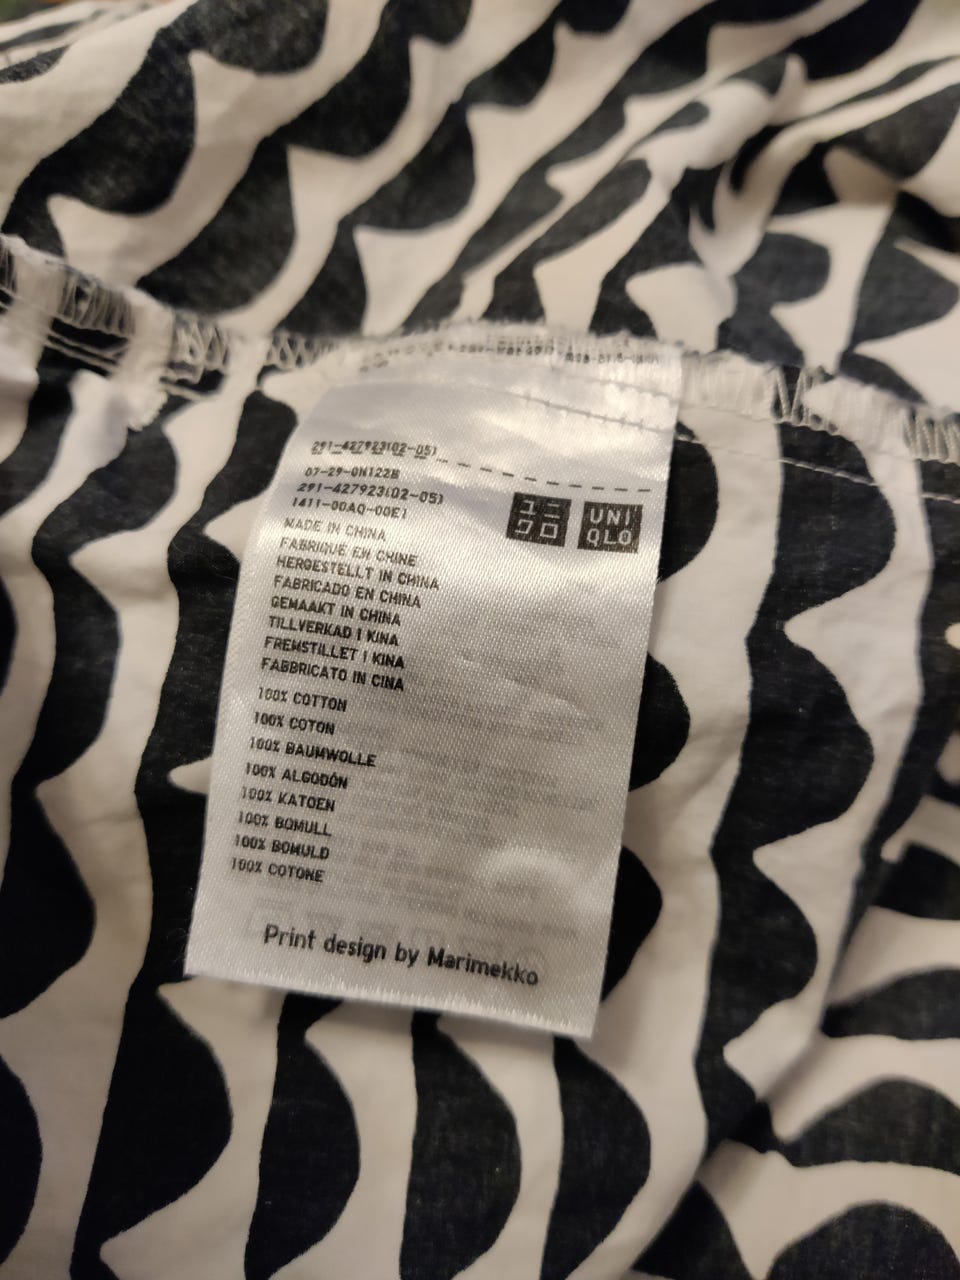 291-427923(02-05)
07-29-0N122B
291-427923(02-05)
1411-00AQ-00E1
ユニ
クロ
UNI
QLO
MADE IN CHINA
FABRIQUE EN CHINE
HERGESTELLT IN CHINA
FABRICADO EN CHINA
GEMAAKT IN CHINA
TILLVERKAD I KINA
FREMSTILLET I KINA
FABBRICATO IN CINA
100% COTTON
100% COTON
100% BAUMWOLLE
100% ALGODÓN
100% KATOEN
100% BOMULL
100% BOMULD
100% COTONE
Print design by Marimekko